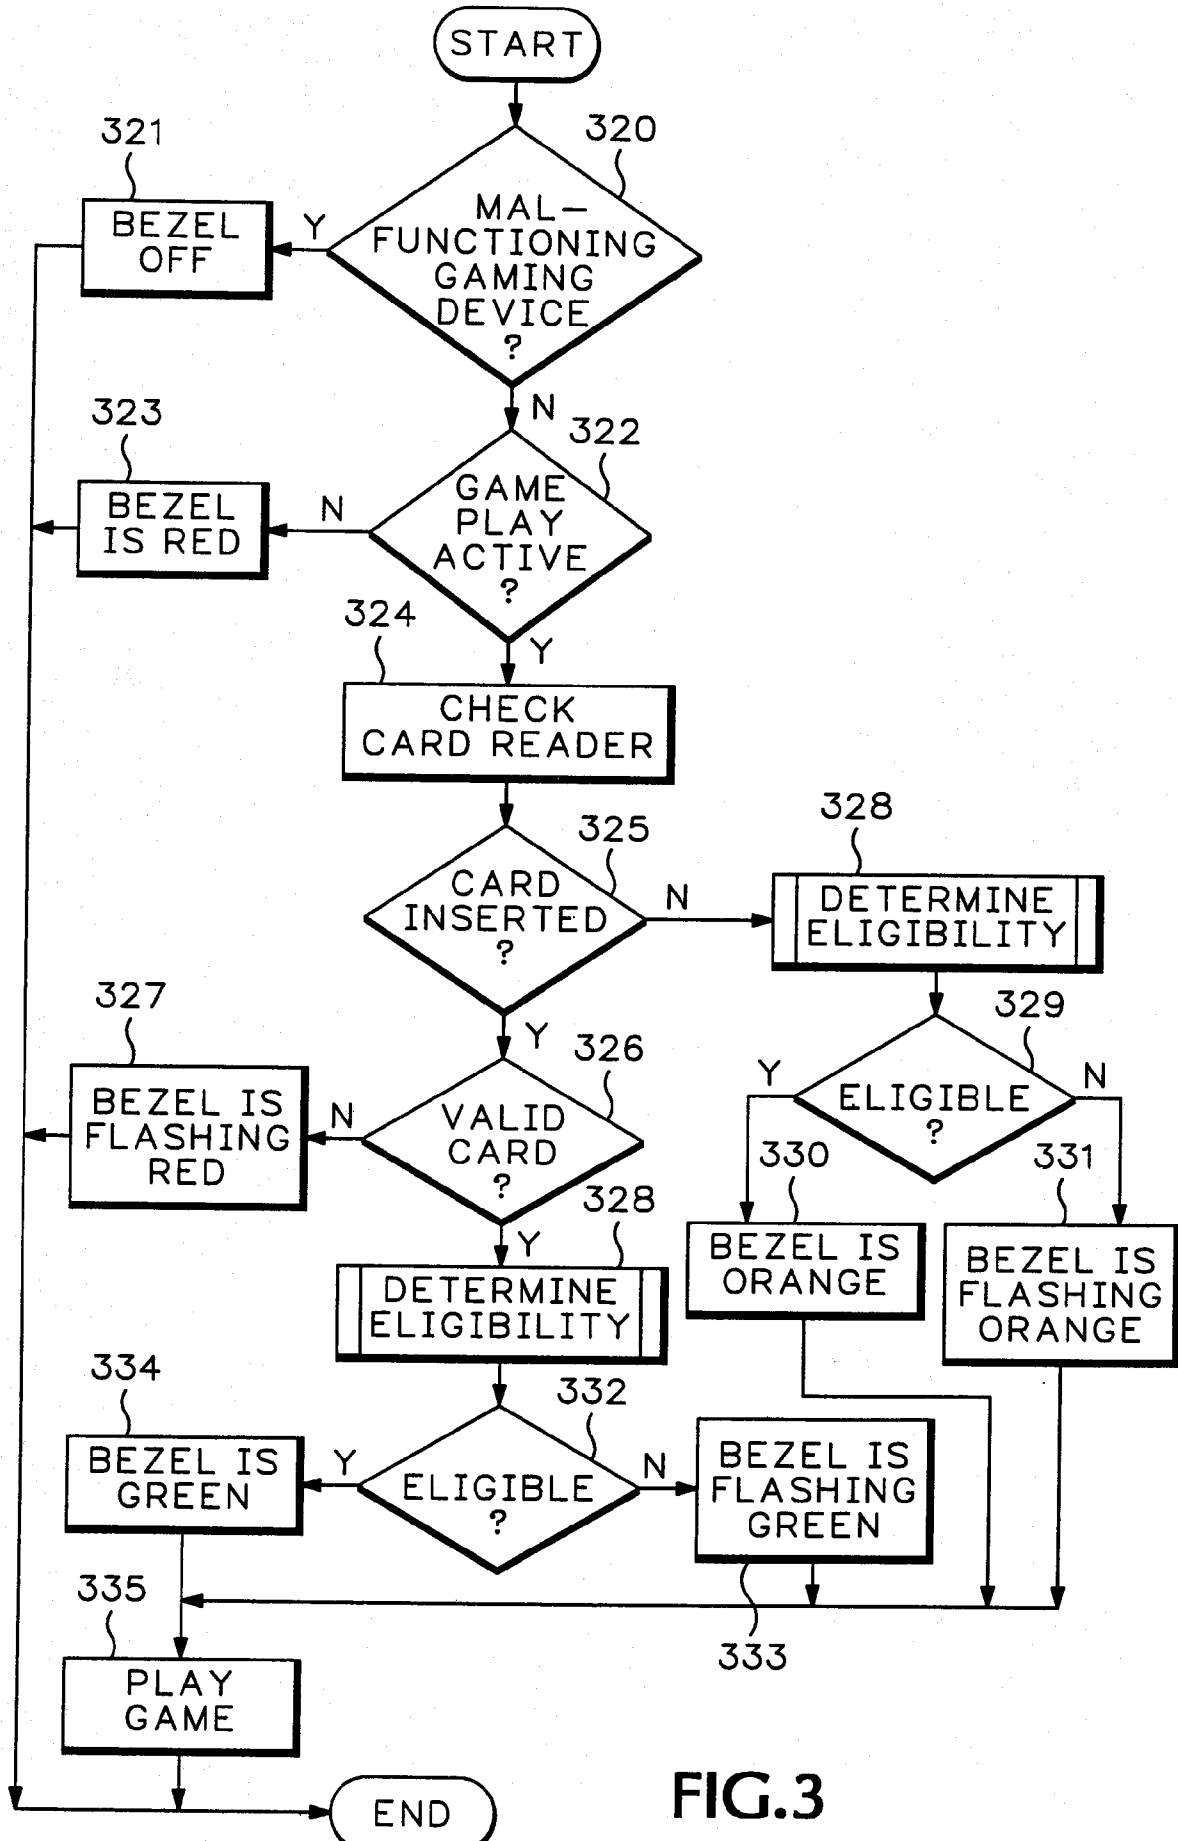 START
320
321
MAL-
FUNCTIONING
GAMING
DEVICE
?
Y
BEZEL
OFF
N
323
322
GAME
PLAY
ACTIVE
?
N
BEZEL
IS RED
324
Y
CHECK
CARD READER
325
328
CARD
INSERTED
?
N
DETERMINE
ELIGIBILITY
327
329
Y
326
Y
ELIGIBLE
?
N
BEZEL IS
FLASHING
RED
N
VALID
CARD
?
330
331
328
Y
BEZEL IS
ORANGE
BEZEL IS
FLASHING
ORANGE
DETERMINE
ELIGIBILITY
334
332
BEZEL IS
GREEN
Y
ELIGIBLE
?
N
BEZEL IS
FLASHING
GREEN
335
333
PLAY
GAME
END
FIG.3